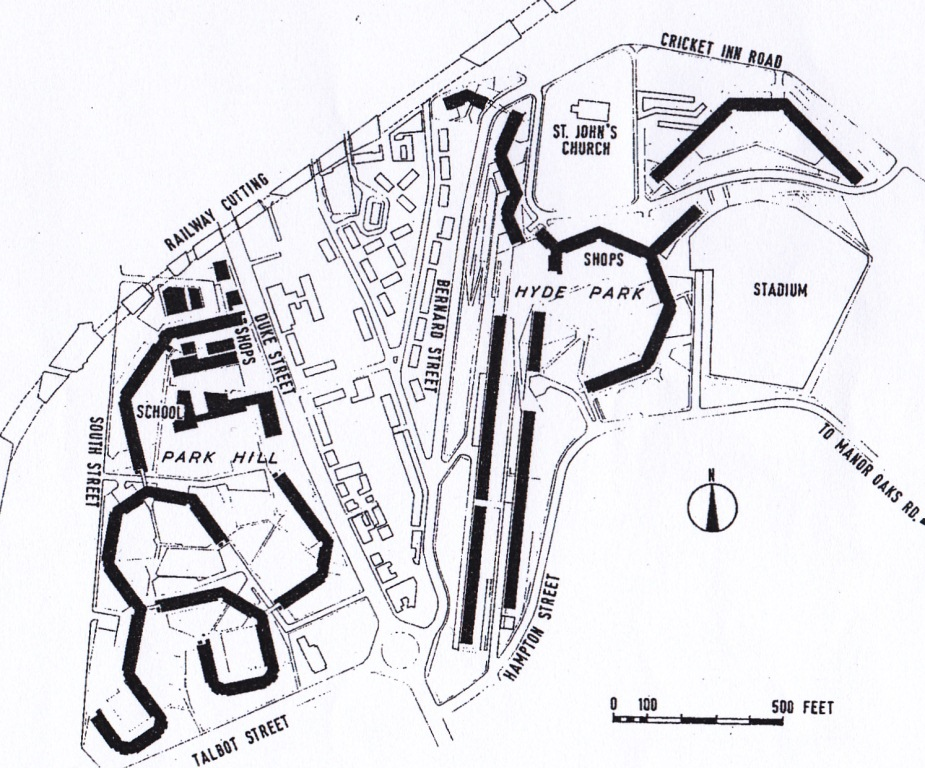 CRICKET INN ROAD
ST. JOHN'S
CHURCH
RAILWAY CUTTING
SHOPS
HYDE PARK
STADIUM
BERNARD STREET
DUKE STREET
SHOPS
SCHOOL
SOUTH STREET
PARK HILL
TO MANOR OAKS RD.
N
HAMPTON STREET
0 100 500 FEET
TALBOT STREET